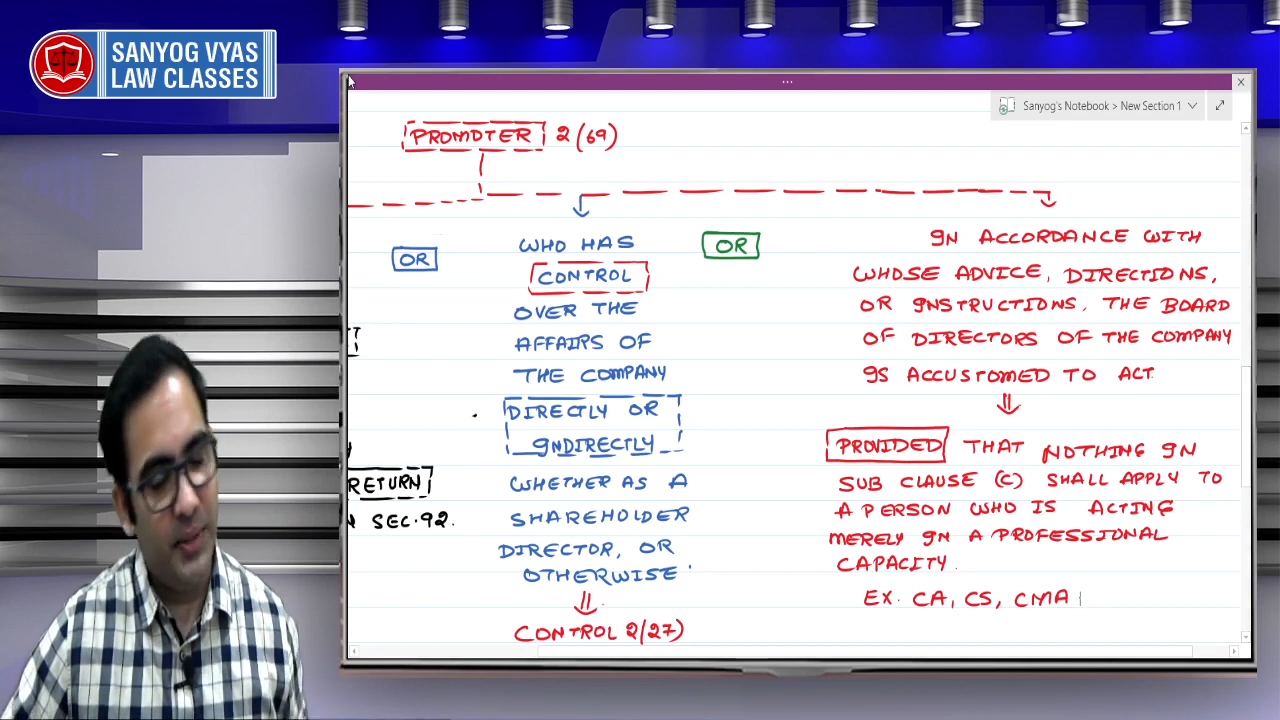 SANYOG VYAS
LAW CLASSES
...
Sanyog's Notebook > New Section 1
PROMOTER 2(69)
OR
WHO HAS
CONTROL
OVER THE
AFFAIRS OF
THE COMPANY
DIRECTLY OR
INDIRECTLY
WHETHER AS A
SHAREHOLDER
DIRECTOR, OR
OTHERWISE
CONTROL 2(27)
OR
IN ACCORDANCE WITH
WHOSE ADVICE, DIRECTIONS,
OR INSTRUCTIONS, THE BOARD
OF DIRECTORS OF THE COMPANY
IS ACCUSTOMED TO ACT.
PROVIDED THAT NOTHING IN
SUB CLAUSE (C) SHALL APPLY TO
A PERSON WHO IS ACTING
MERELY IN A PROFESSIONAL
CAPACITY.
EX. CA, CS, CMA
RETURN
SEC. 92.